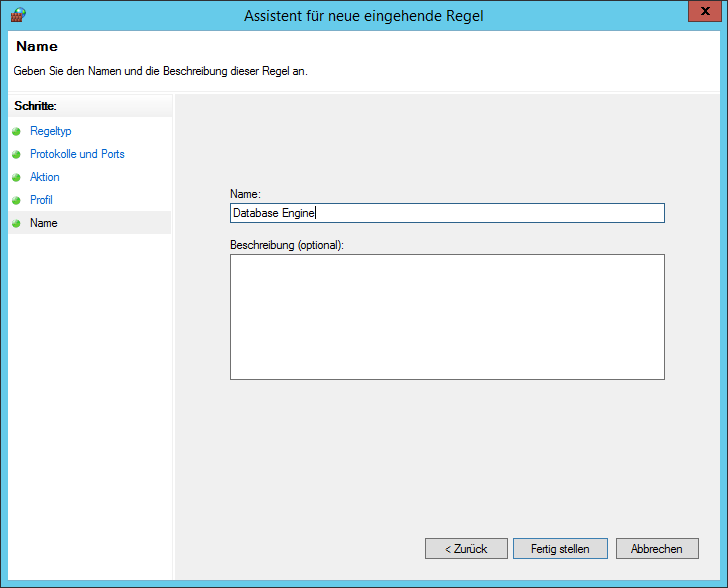 Assistent für neue eingehende Regel
Name
Geben Sie den Namen und die Beschreibung dieser Regel an.
Schritte:
Regeltyp
Protokolle und Ports
Aktion
Profil
Name
Name:
Database Engine
Beschreibung (optional):
< Zurück
Fertig stellen
Abbrechen